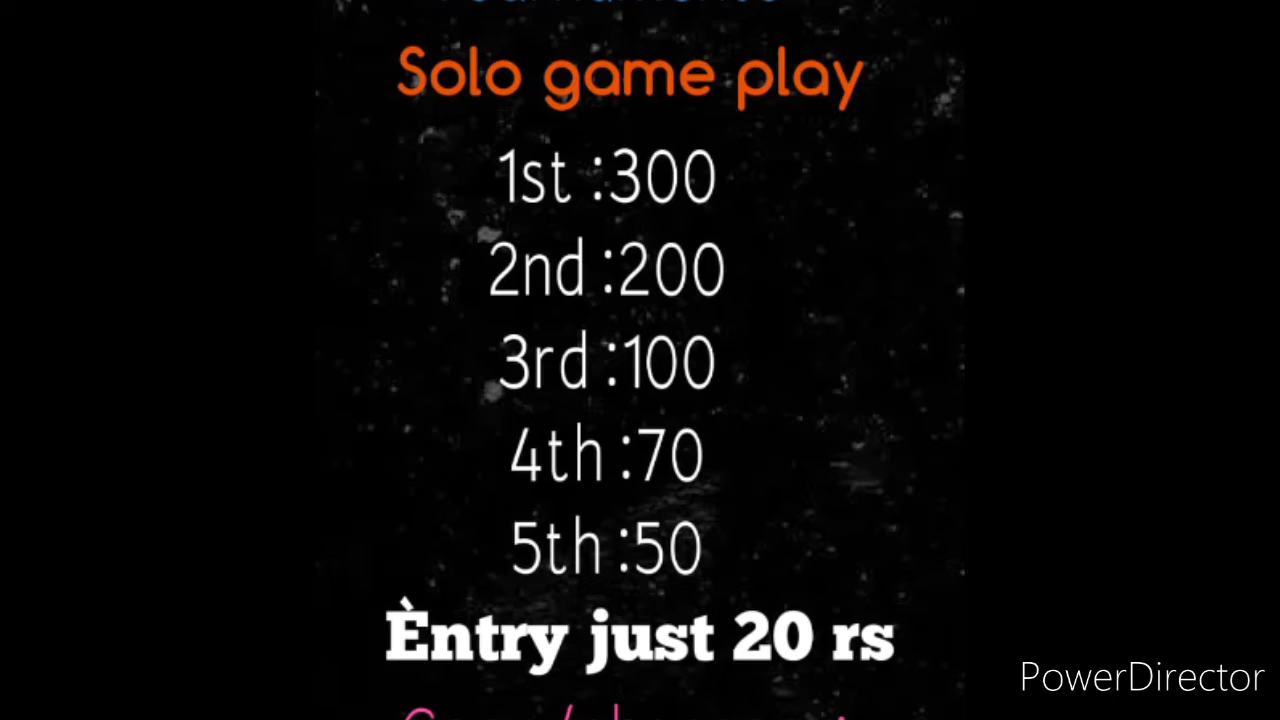 Solo game play
1st :300
2nd :200
3rd :100
4th :70
5th :50
Èntry just 20 rs
PowerDirector